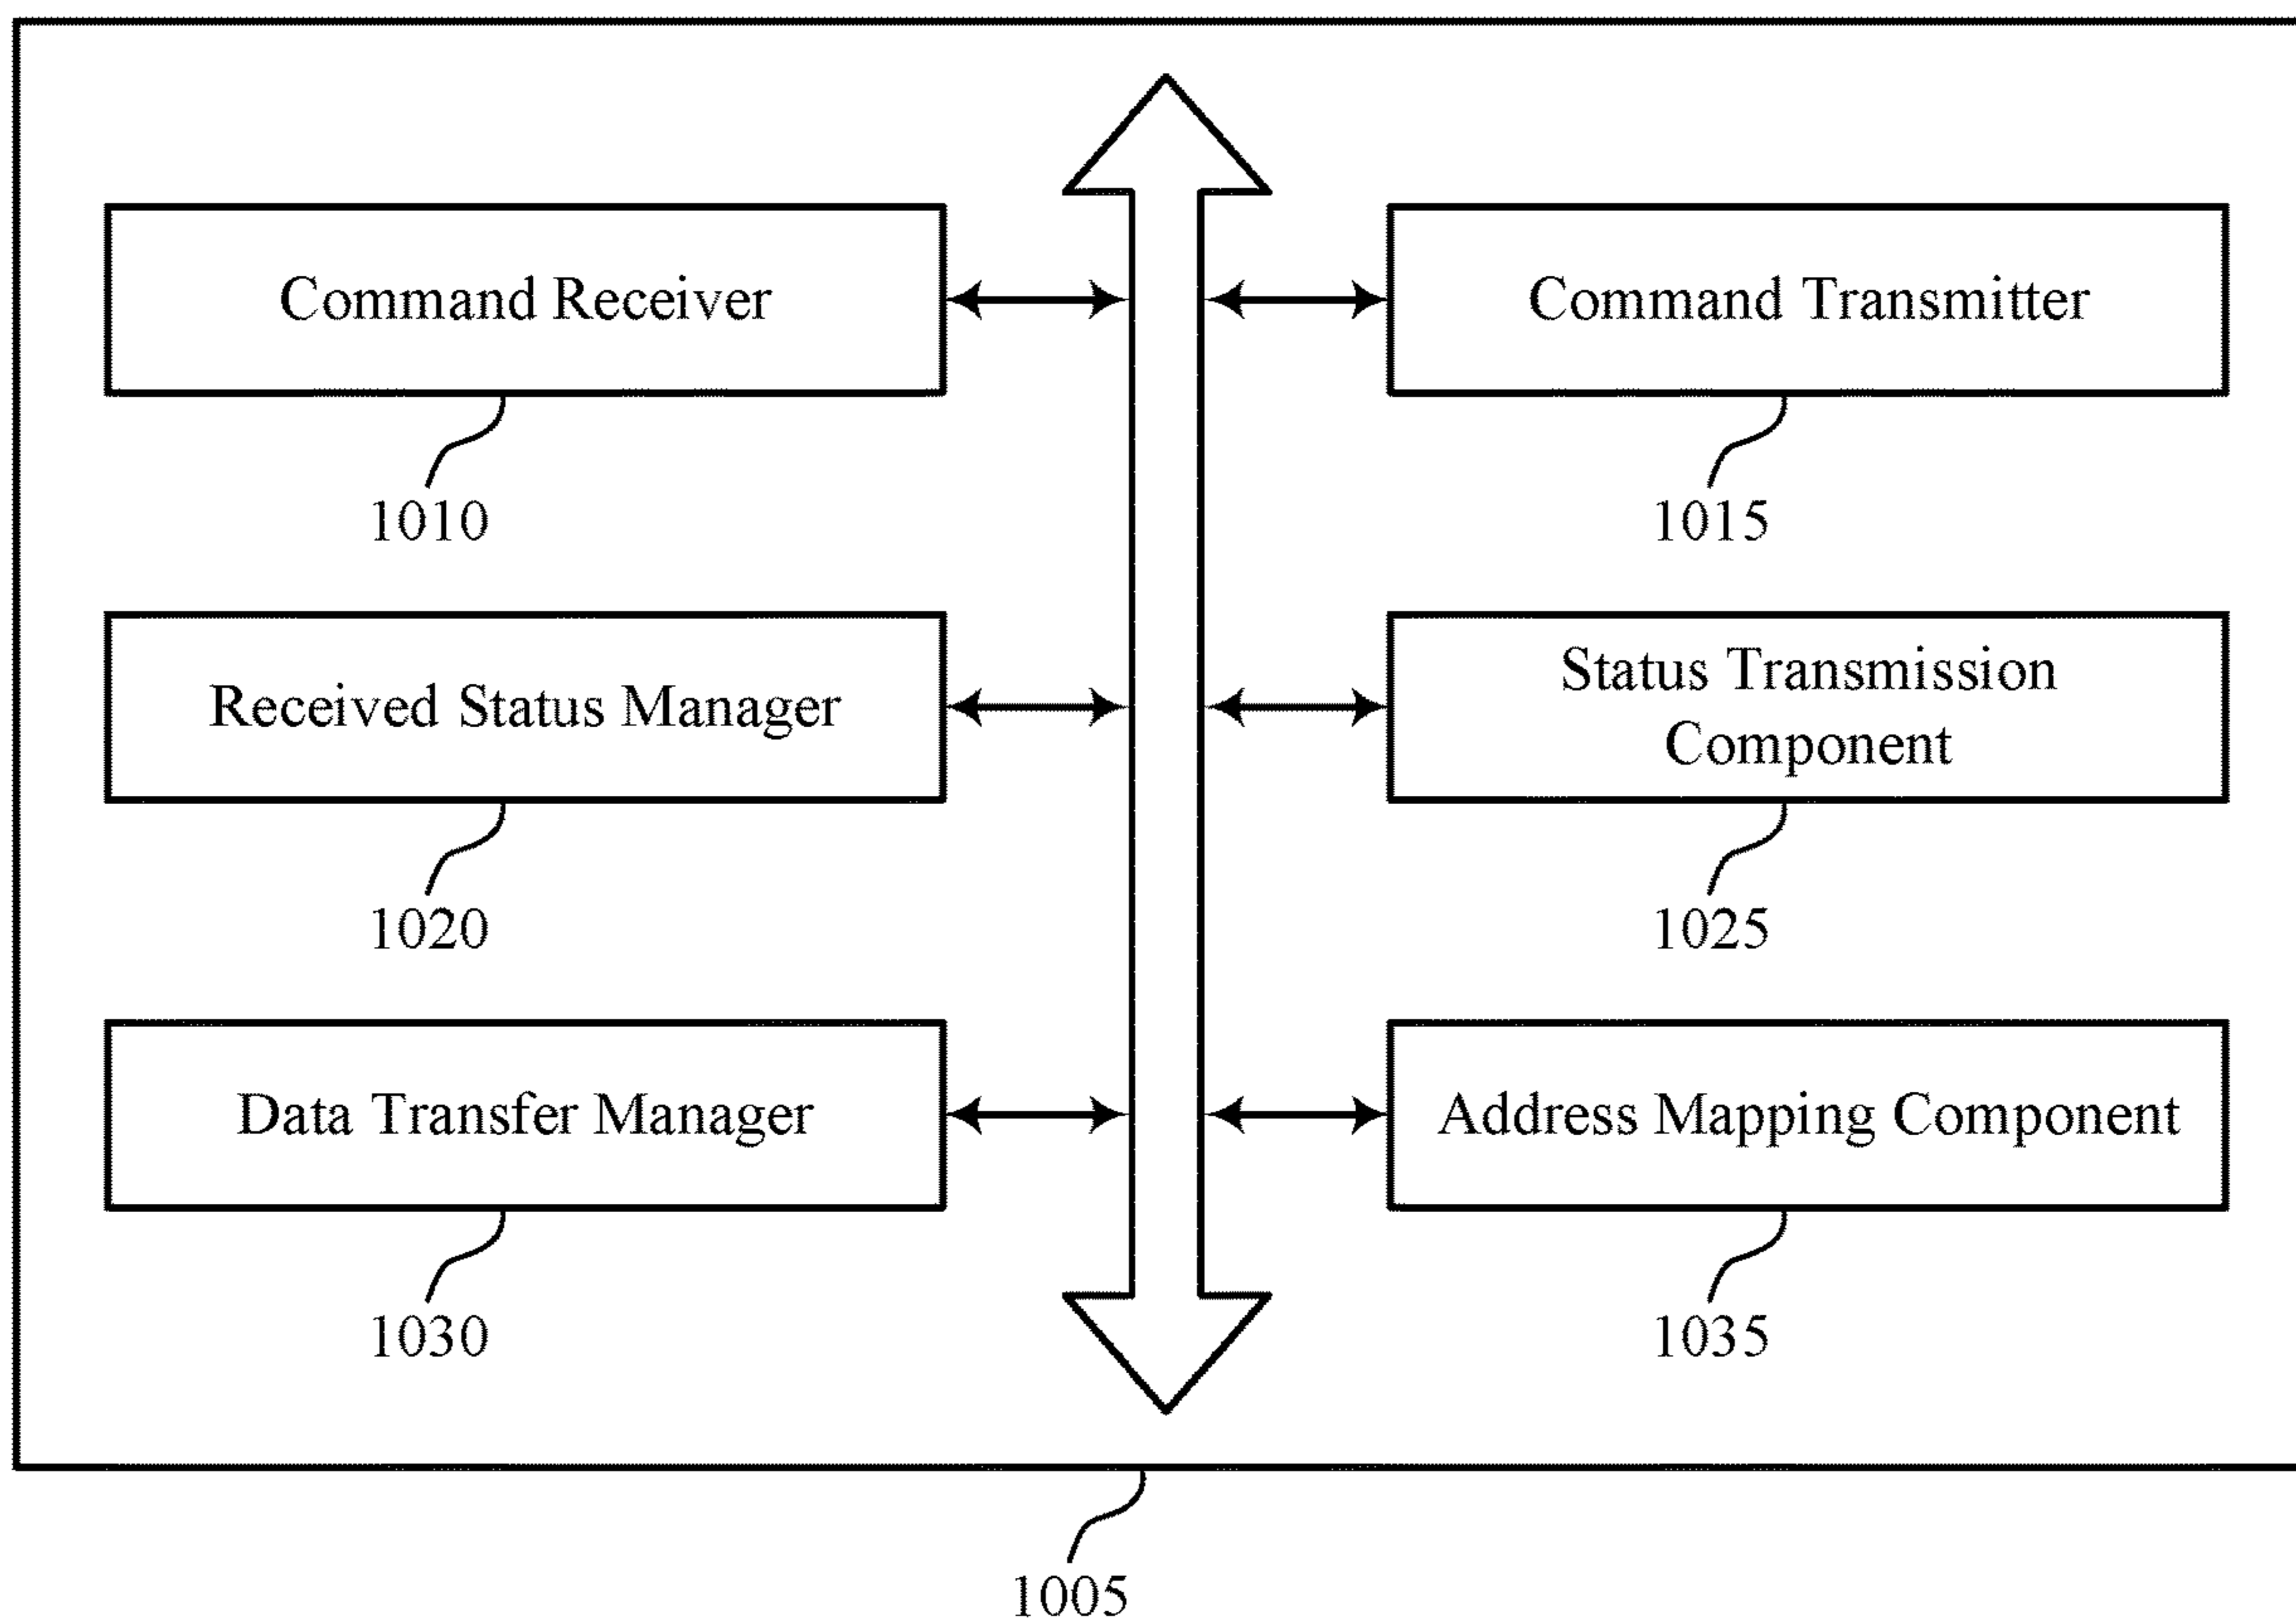 Command Receiver
Command Transmitter
1010
1015
Received Status Manager
Status Transmission
Component
1020
1025
Data Transfer Manager
Address Mapping Component
1030
1035
1005